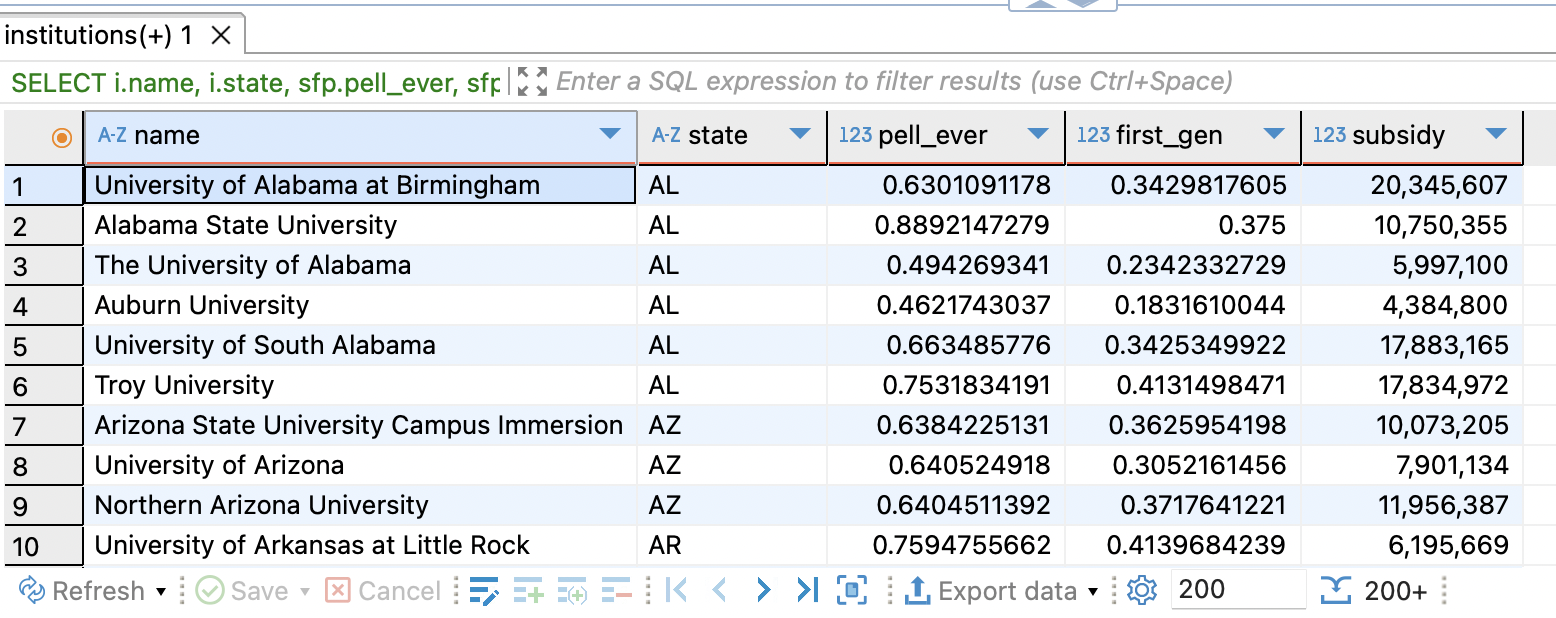 institutions(+) 1
SELECT i.name, i.state, sfp.pell_ever, sfp Enter a SQL expression to filter results (use Ctrl+Space)
A-Z name A-Z state 123 pell_ever 123 first_gen 123 subsidy
1 University of Alabama at Birmingham AL 0.6301091178 0.3429817605 20,345,607
2 Alabama State University AL 0.8892147279 0.375 10,750,355
3 The University of Alabama AL 0.494269341 0.2342332729 5,997,100
4 Auburn University AL 0.4621743037 0.1831610044 4,384,800
5 University of South Alabama AL 0.663485776 0.3425349922 17,883,165
6 Troy University AL 0.7531834191 0.4131498471 17,834,972
7 Arizona State University Campus Immersion AZ 0.6384225131 0.3625954198 10,073,205
8 University of Arizona AZ 0.640524918 0.3052161456 7,901,134
9 Northern Arizona University AZ 0.6404511392 0.3717641221 11,956,387
10 University of Arkansas at Little Rock AR 0.7594755662 0.4139684239 6,195,669
Refresh Save Cancel Export data 200 200+